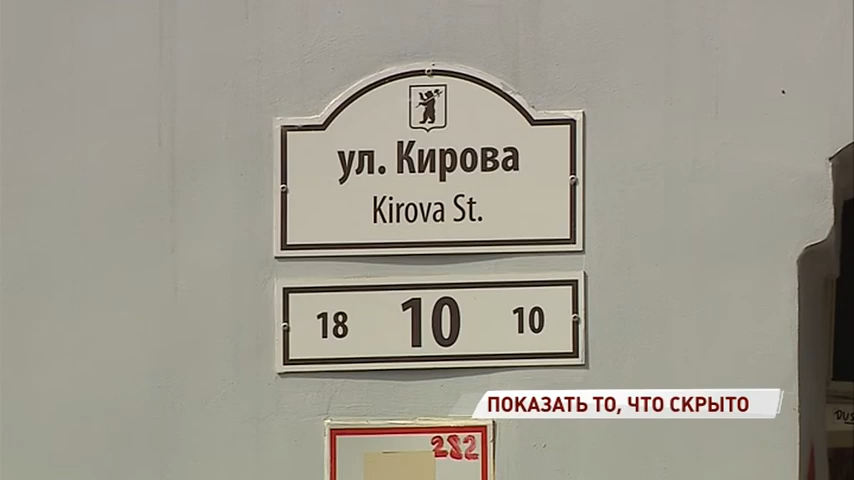 ул. Кирова
Kirova St.
18 10 10
ПОКАЗАТЬ ТО, ЧТО СКРЫТО
282